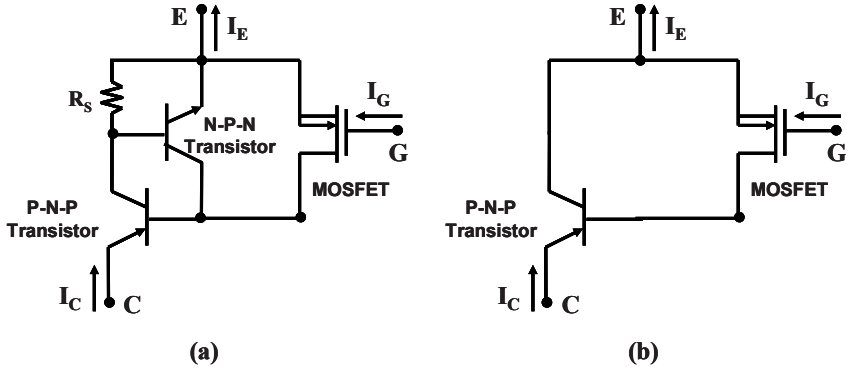 E
I_E
R_S
N-P-N
Transistor
I_G
G
MOSFET
P-N-P
Transistor
I_C
C
(a)
E
I_E
I_G
G
MOSFET
P-N-P
Transistor
I_C
C
(b)